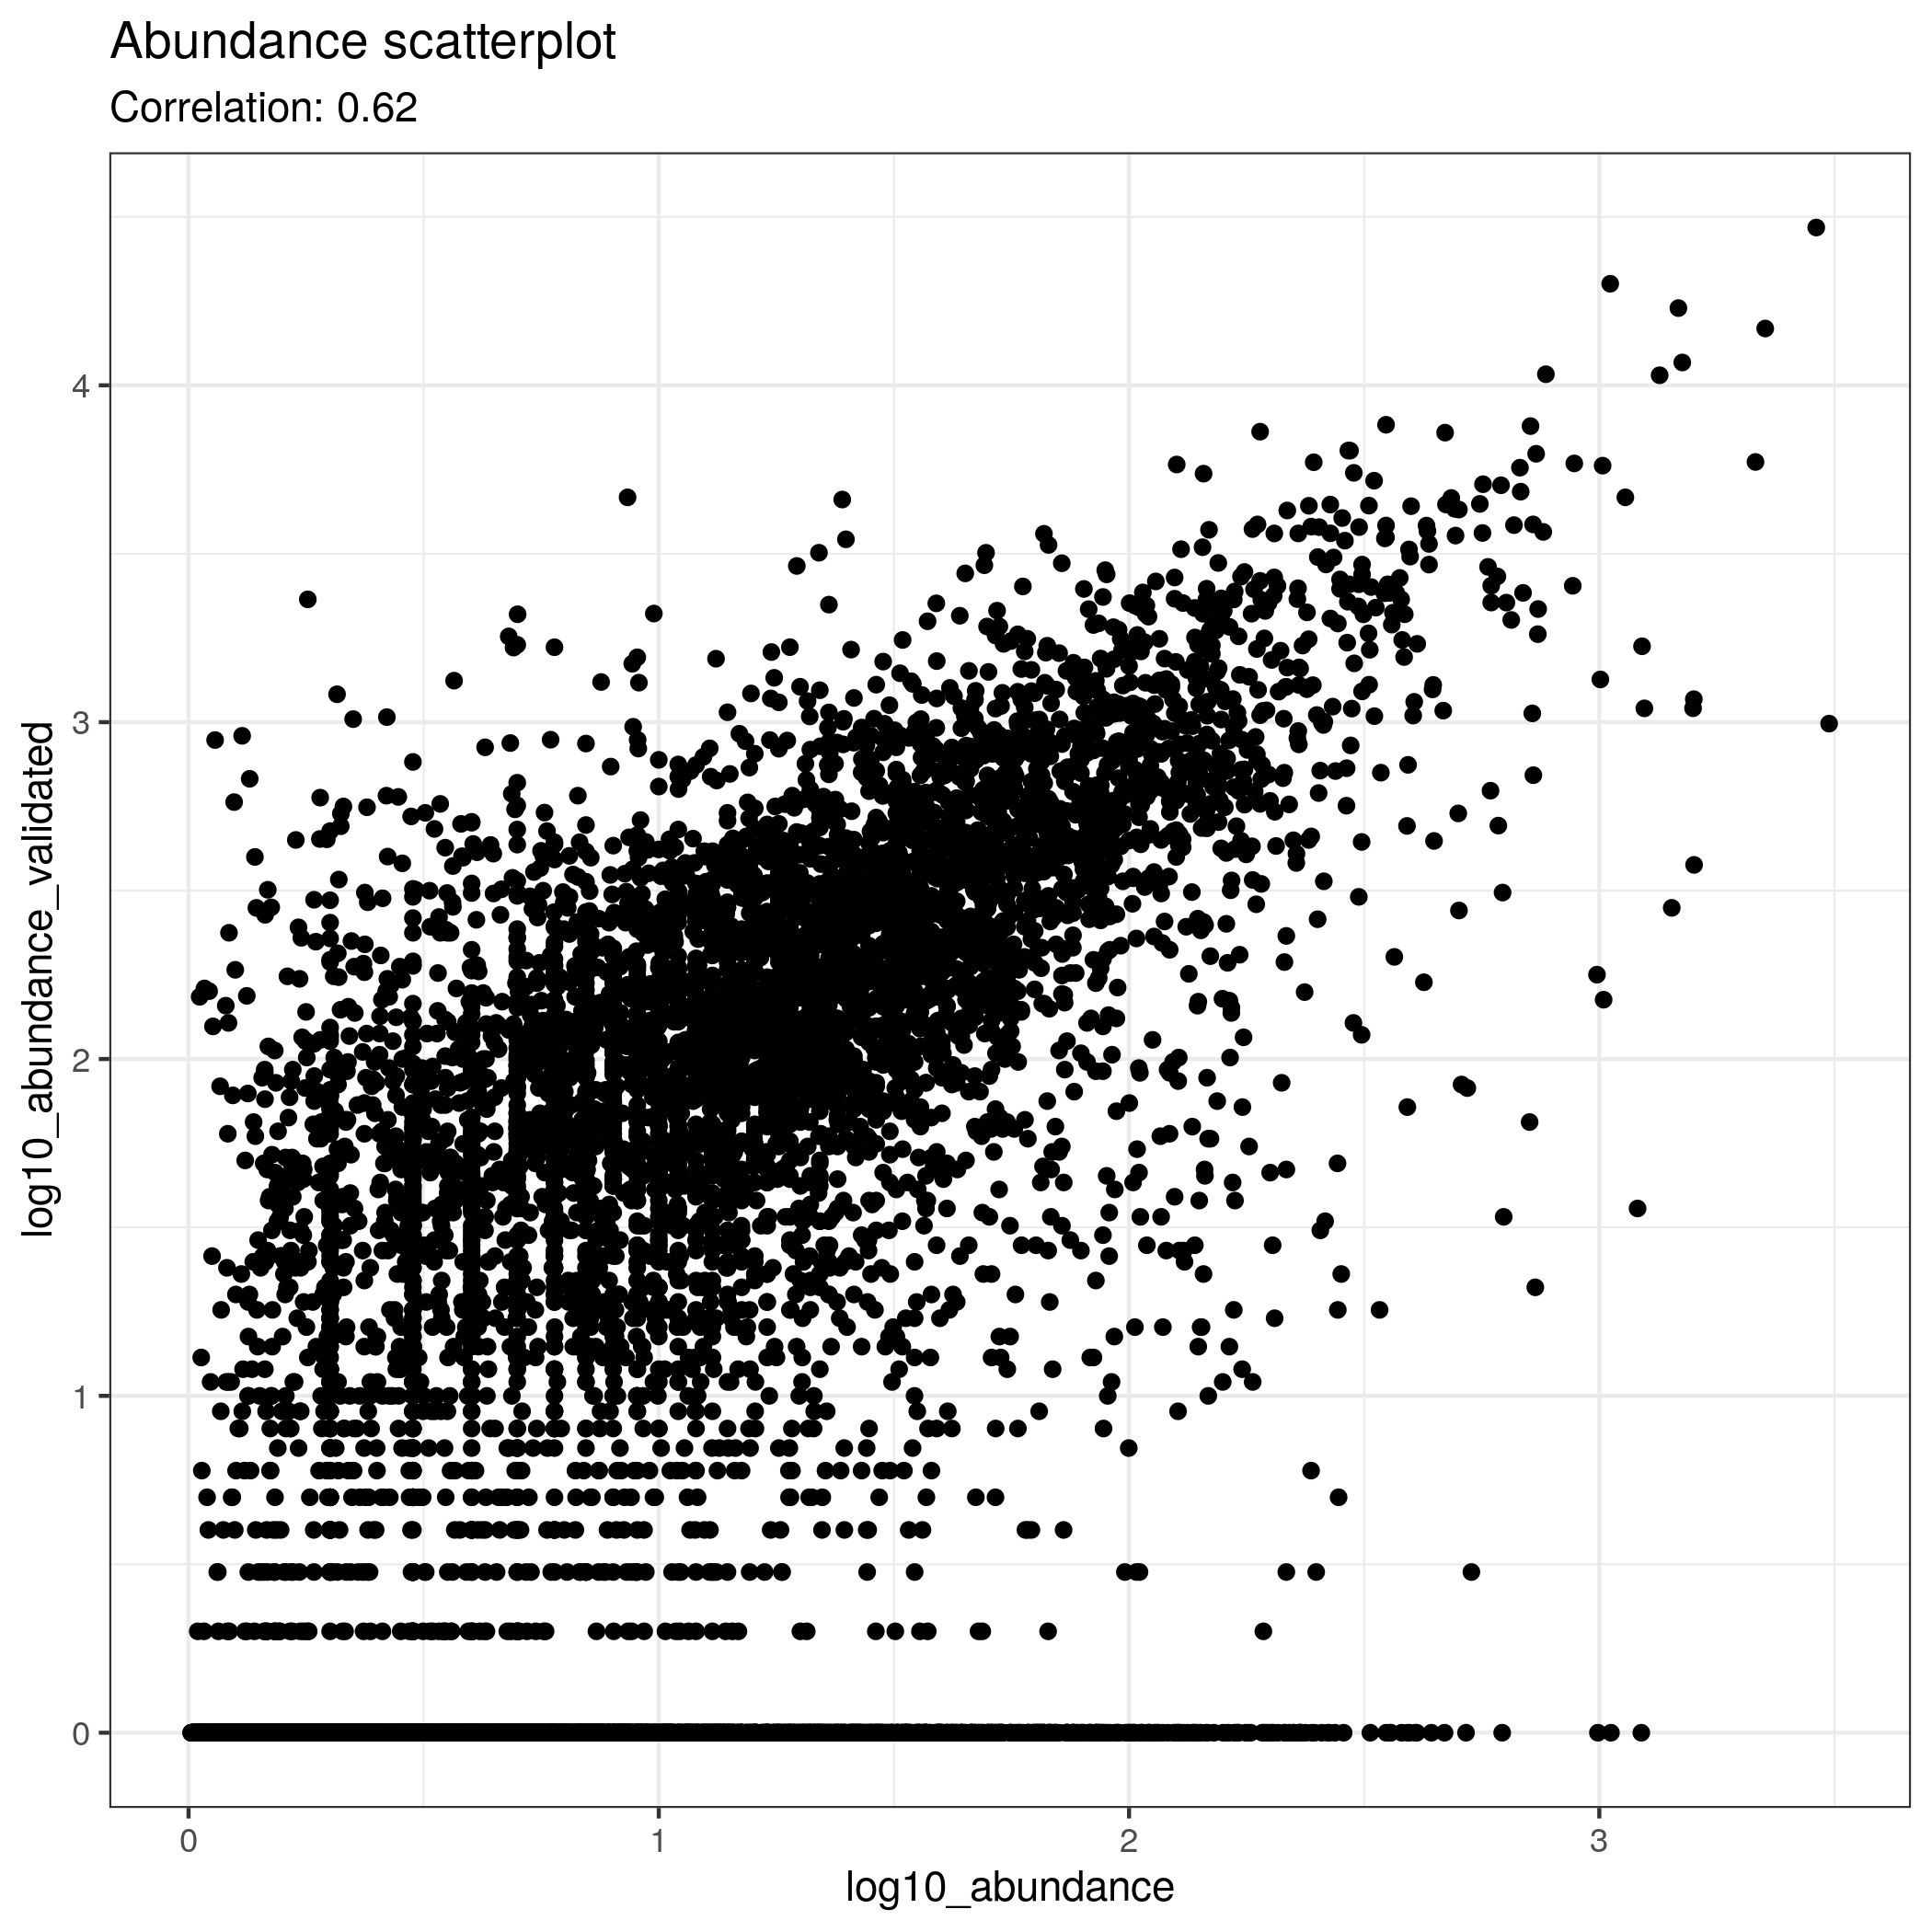 Abundance scatterplot
Correlation: 0.62
4
3
2
1
0
log10_abundance_validated
0 1 2 3
log10_abundance